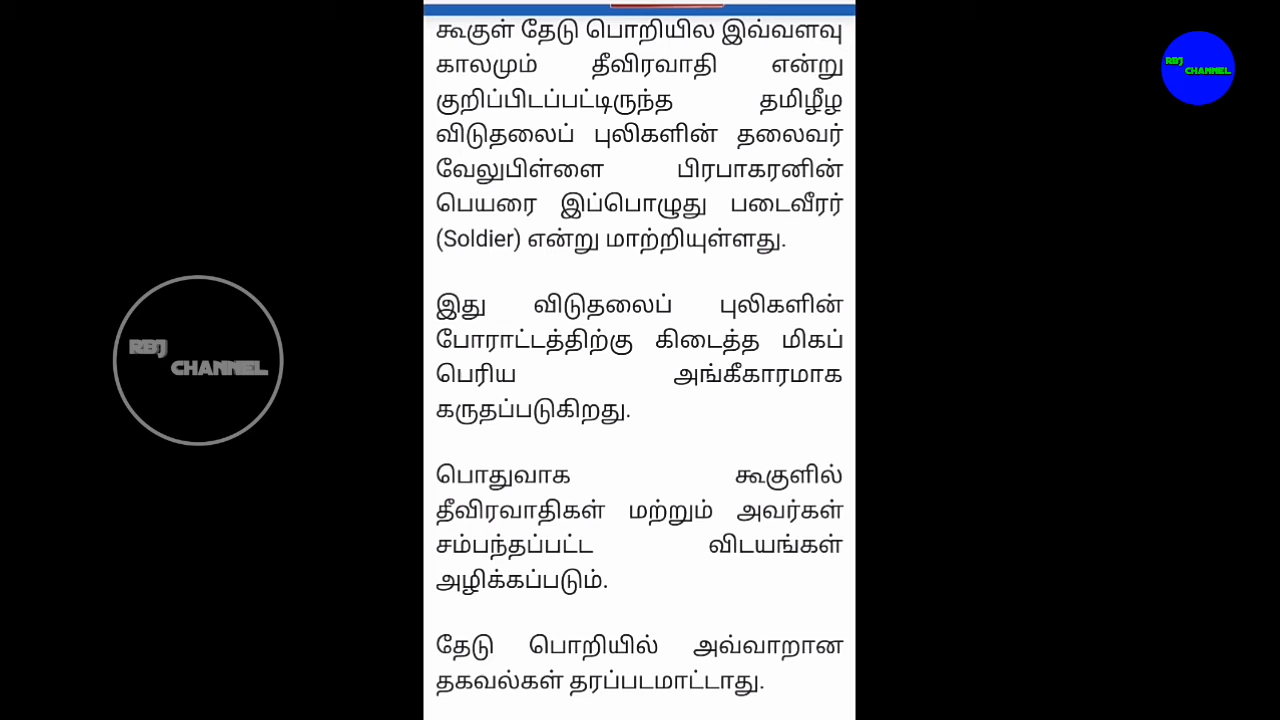 கூகுள் தேடு பொறியில இவ்வளவு
காலமும் தீவிரவாதி என்று
குறிப்பிடப்பட்டிருந்த தமிழீழ
விடுதலைப் புலிகளின் தலைவர்
வேலுபிள்ளை பிரபாகரனின்
பெயரை இப்பொழுது படைவீரர்
(Soldier) என்று மாற்றியுள்ளது.
இது விடுதலைப் புலிகளின்
போராட்டத்திற்கு கிடைத்த மிகப்
பெரிய அங்கீகாரமாக
கருதப்படுகிறது.
பொதுவாக கூகுளில்
தீவிரவாதிகள் மற்றும் அவர்கள்
சம்பந்தப்பட்ட விடயங்கள்
அழிக்கப்படும்.
தேடு பொறியில் அவ்வாறான
தகவல்கள் தரப்படமாட்டாது.
RBJ
CHANNEL
RBJ
CHANNEL